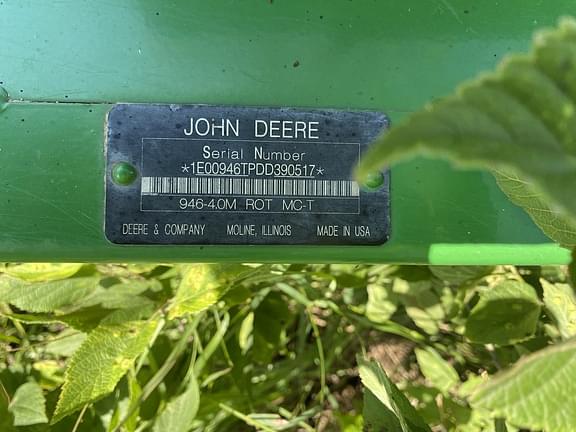 JOHN DEERE
Serial Number
*1E00946TPDD390517*
946-4.0M ROT MC-T
DEERE & COMPANY MOLINE, ILLINOIS MADE IN USA